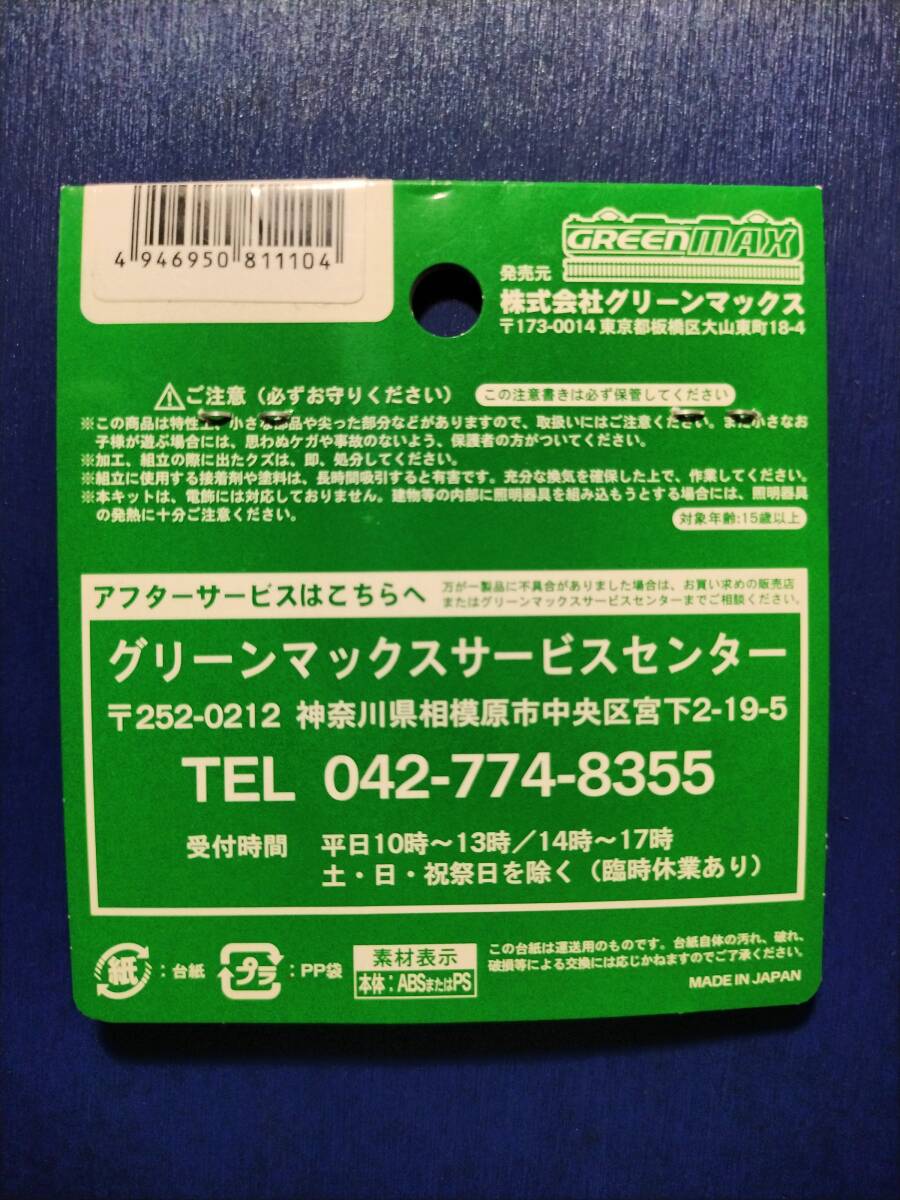 4 946950 811104
GREENMAX
発売元
株式会社グリーンマックス
〒173-0014 東京都板橋区大山東町18-4
⚠ご注意（必ずお守りください） この注意書きは必ず保管してください
※この商品は特性上 小さな部品や尖った部分などがありますので、取扱いにはご注意ください。また小さなお
子様が遊ぶ場合には、思わぬケガや事故のないよう、保護者の方がついてください。
※加工、組立の際に出たクズは、即、処分してください。
※組立に使用する接着剤や塗料は、長時間吸引すると有害です。充分な換気を確保した上で、作業してください。
※本キットは、電飾には対応しておりません。建物等の内部に照明器具を組み込もうとする場合には、照明器具
の発熱に十分ご注意ください。
対象年齢:15歳以上
アフターサービスはこちらへ
万が一製品に不具合がありました場合は、お買い求めの販売店
またはグリーンマックスサービスセンターまでご相談ください。
グリーンマックスサービスセンター
〒252-0212 神奈川県相模原市中央区宮下2-19-5
TEL 042-774-8355
受付時間 平日10時～13時／14時～17時
土・日・祝祭日を除く（臨時休業あり）
紙：台紙 プラ：PP袋
素材表示
本体：ABSまたはPS
この台紙は運送用のものです。台紙自体の汚れ、破れ、
破損等による交換には応じかねますのでご了承ください。
MADE IN JAPAN